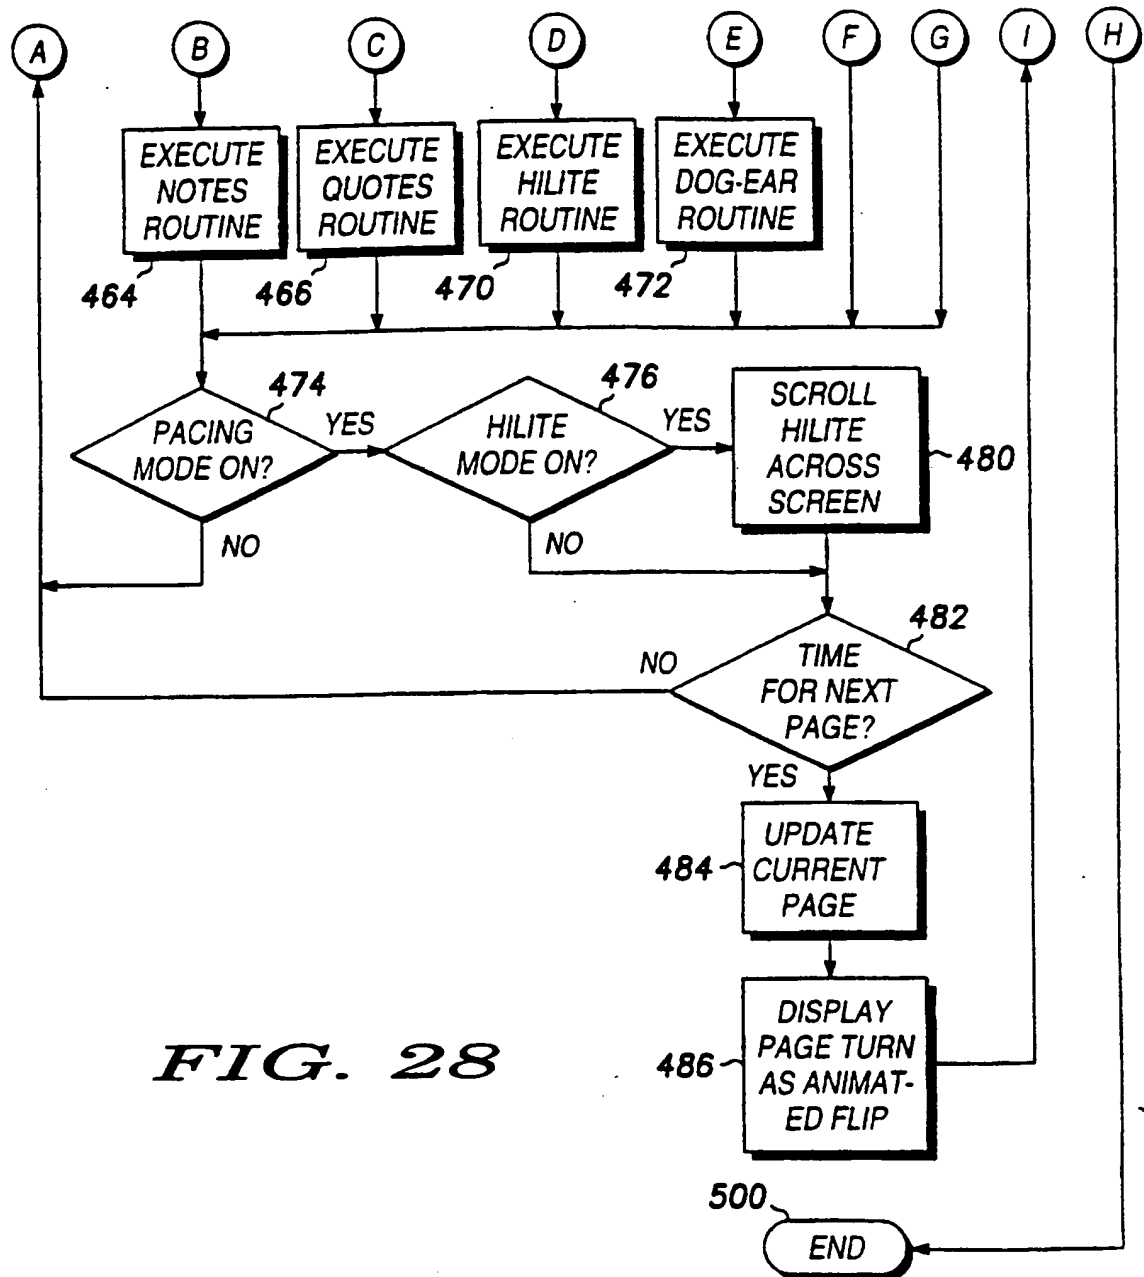 A B C D E F G I H
EXECUTE
NOTES
ROUTINE
464
EXECUTE
QUOTES
ROUTINE
466
EXECUTE
HILITE
ROUTINE
470
EXECUTE
DOG-EAR
ROUTINE
472
PACING
MODE ON?
474
YES
NO
HILITE
MODE ON?
476
YES
NO
SCROLL
HILITE
ACROSS
SCREEN
480
TIME
FOR NEXT
PAGE?
482
NO
YES
UPDATE
CURRENT
PAGE
484
DISPLAY
PAGE TURN
AS ANIMAT-
ED FLIP
486
FIG. 28
500
END